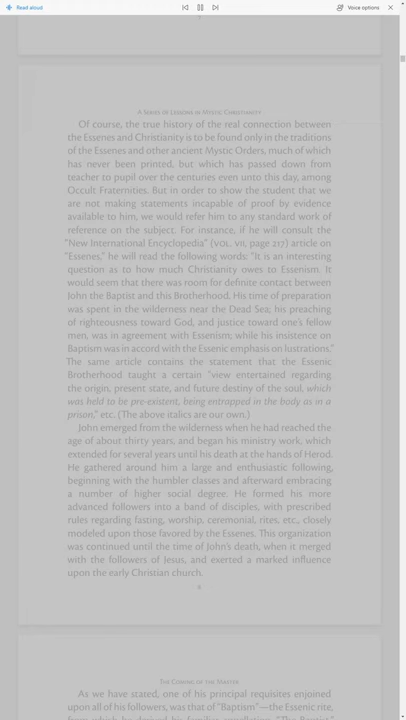 Read aloud
Voice options
A Series of Lessons in Mystic Christianity
Of course, the true history of the real connection between
the Essenes and Christianity is to be found only in the traditions
of the Essenes and other ancient Mystic Orders, much of which
has never been printed, but which has passed down from
teacher to pupil over the centuries even unto this day, among
Occult Fraternities. But in order to show the student that we
are not making statements incapable of proof by evidence
available to him, we would refer him to any standard work of
reference on the subject. For instance, if he will consult the
"New International Encyclopedia" (Vol. VII, page 217) article on
"Essenes," he will read the following words: "It is an interesting
question as to how much Christianity owes to Essenism. It
would seem that there was room for definite contact between
John the Baptist and this Brotherhood. His time of preparation
was spent in the wilderness near the Dead Sea; his preaching
of righteousness toward God, and justice toward one's fellow
men, was in agreement with Essenism; while his insistence on
Baptism was in accord with the Essenic emphasis on lustrations."
The same article contains the statement that the Essenic
Brotherhood taught a certain "view entertained regarding
the origin, present state, and future destiny of the soul, which
was held to be pre-existent, being entrapped in the body as in a
prison," etc. (The above italics are our own.)
John emerged from the wilderness when he had reached the
age of about thirty years, and began his ministry work, which
extended for several years until his death at the hands of Herod.
He gathered around him a large and enthusiastic following,
beginning with the humbler classes and afterward embracing
a number of higher social degree. He formed his more
advanced followers into a band of disciples, with prescribed
rules regarding fasting, worship, ceremonial, rites, etc., closely
modeled upon those favored by the Essenes. This organization
was continued until the time of John's death, when it merged
with the followers of Jesus, and exerted a marked influence
upon the early Christian church.
6
The Coming of the Master
As we have stated, one of his principal requisites enjoined
upon all of his followers, was that of "Baptism"—the Essenic rite,
from which he derived his familiar appellation, "The Baptist."